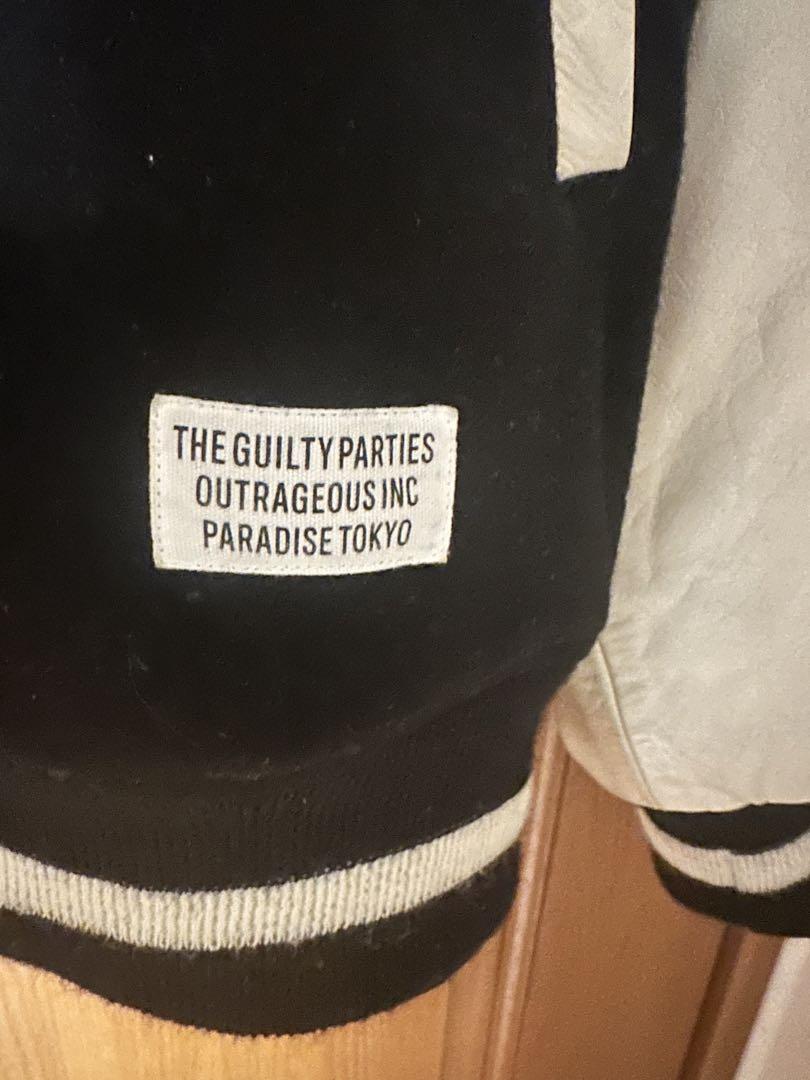 THE GUILTY PARTIES
OUTRAGEOUS INC
PARADISE TOKYO